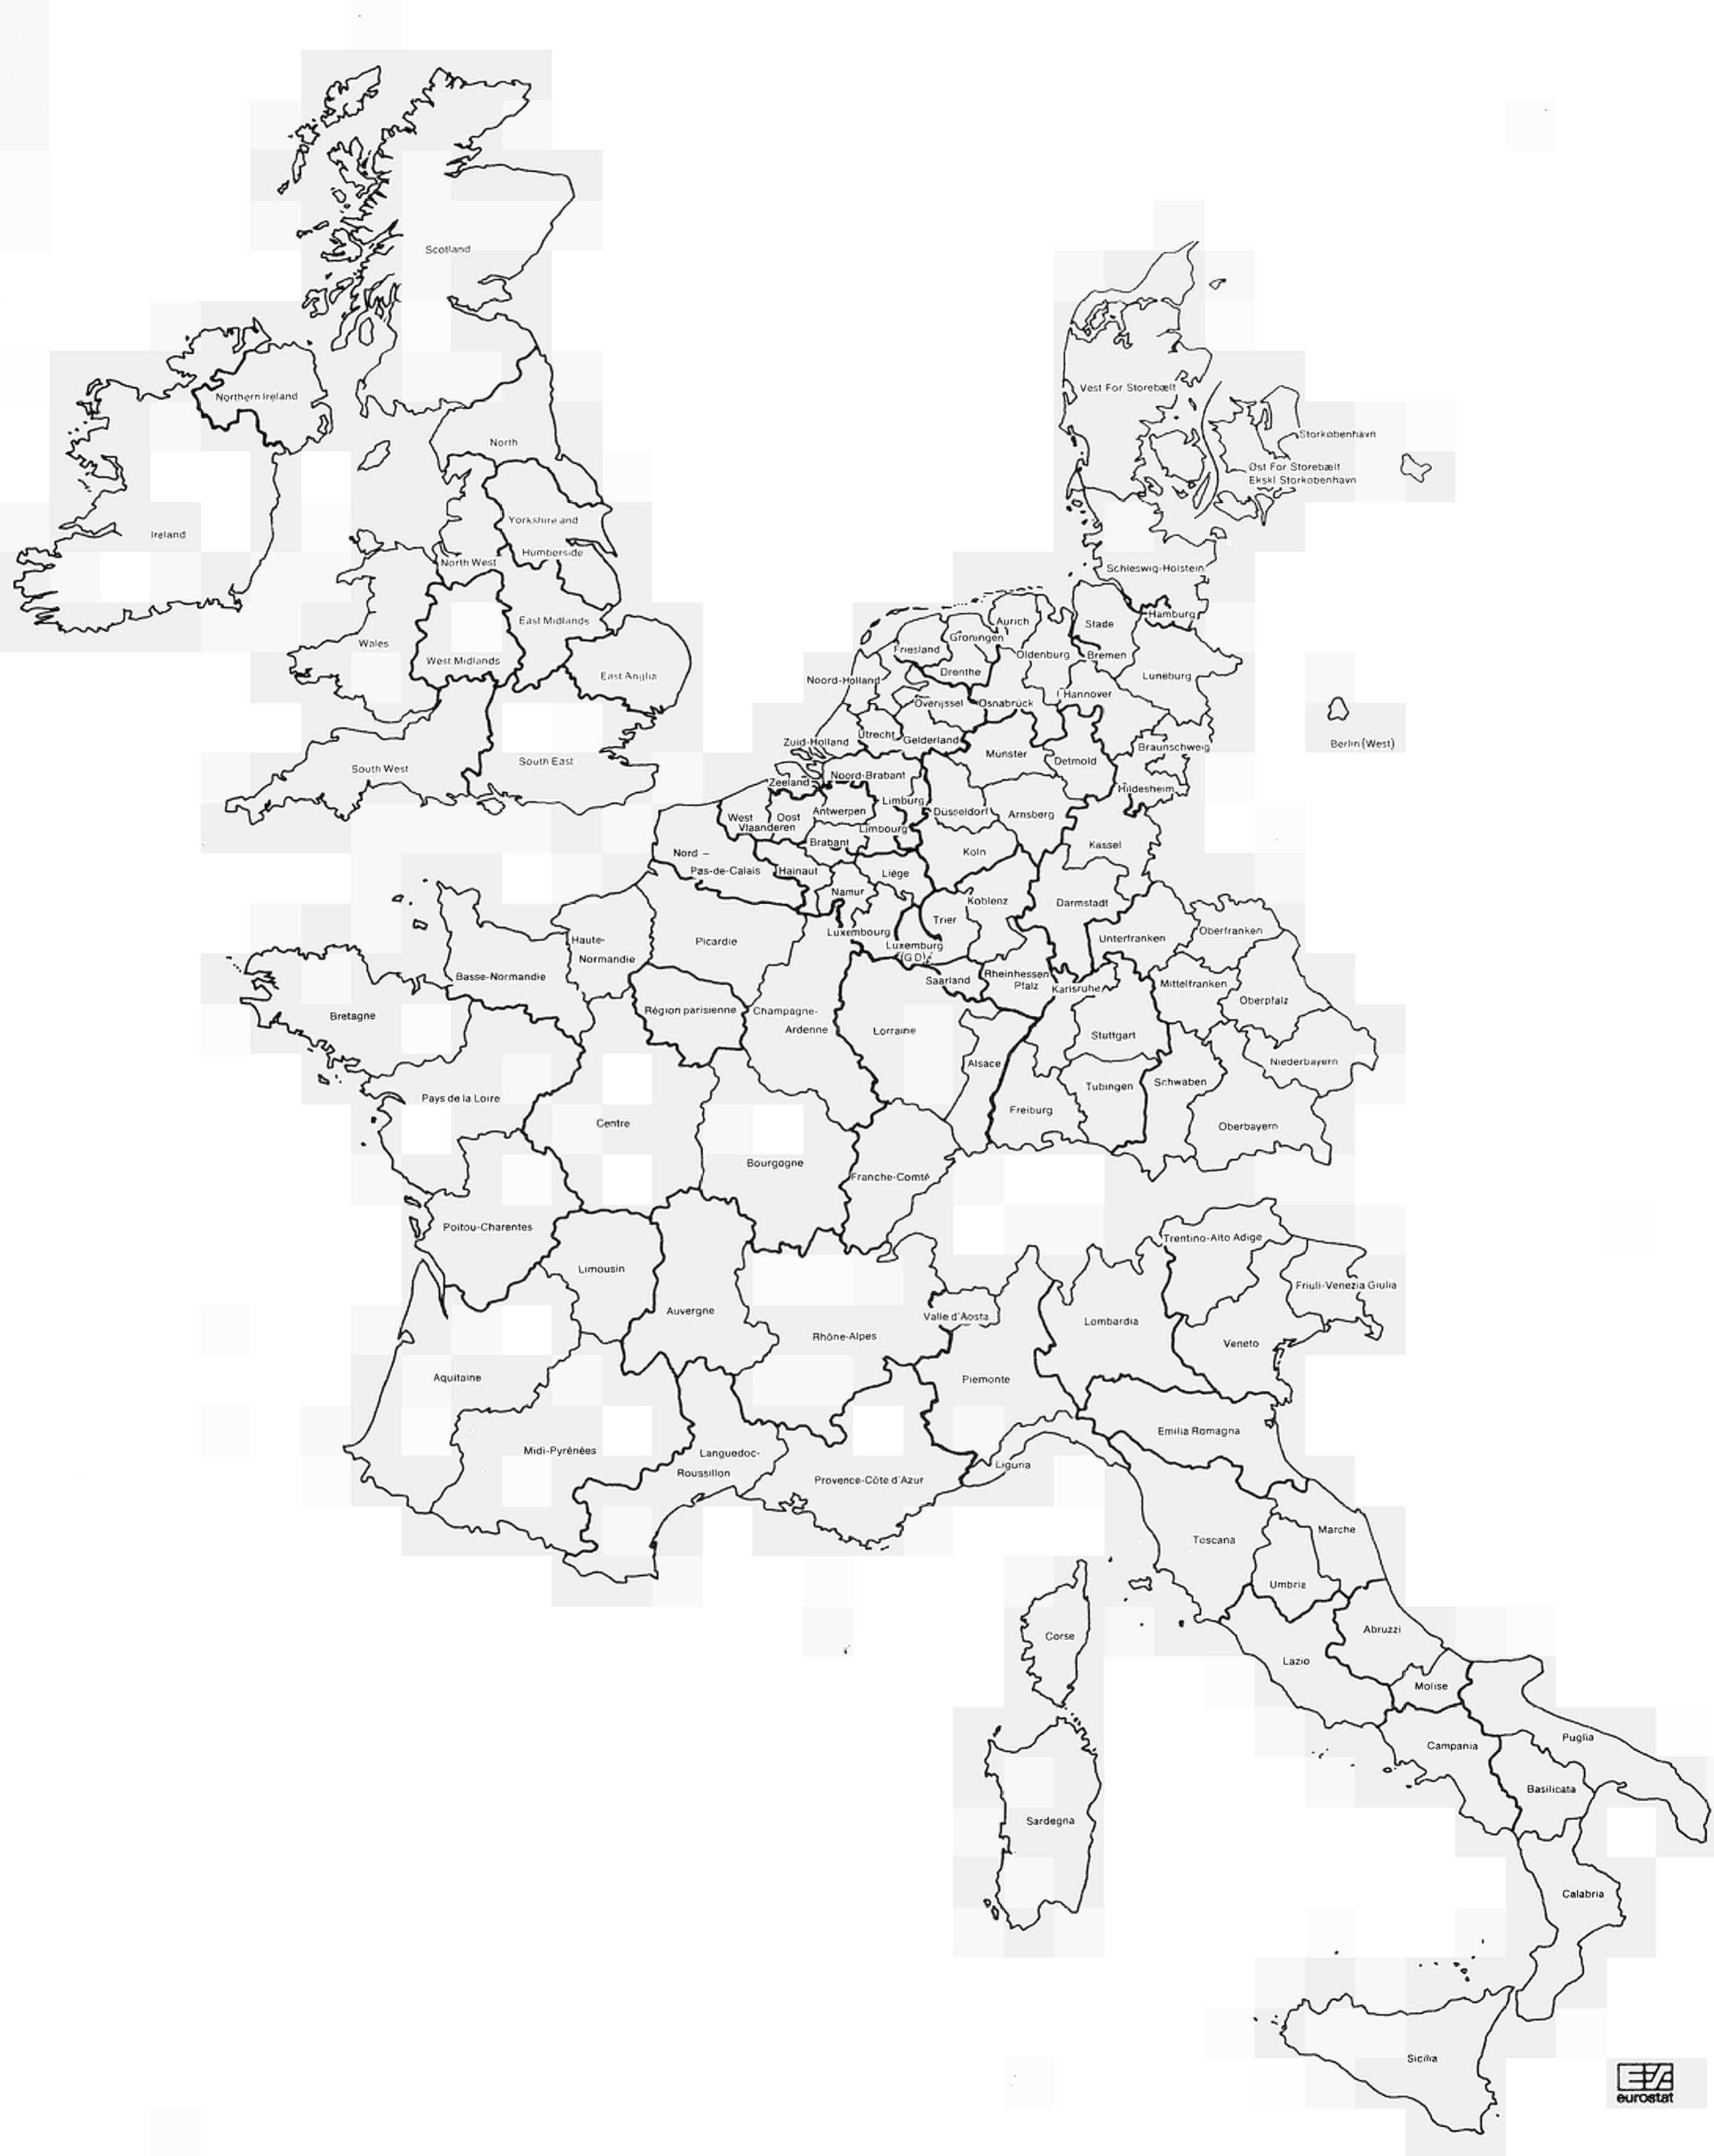 Scotland
Northern Ireland
North
Ireland
Yorkshire and
Humberside
North West
East Midlands
Wales
West Midlands
East Anglia
South West
South East
Vest For Storebælt
Storkøbenhavn
Øst For Storebælt
Ekskl Storkøbenhavn
Schleswig-Holstein
Hamburg
Aurich
Stade
Groningen
Friesland
Oldenburg
Bremen
Drenthe
Noord-Holland
Lüneburg
Hannover
Overijssel
Osnabrück
Utrecht
Gelderland
Zuid-Holland
Münster
Braunschweig
Berlin (West)
Detmold
Noord-Brabant
Zeeland
Hildesheim
Limburg
Antwerpen
Düsseldorf
Arnsberg
West
Oost
Vlaanderen
Limbourg
Brabant
Köln
Kassel
Nord –
Pas-de-Calais
Hainaut
Liège
Namur
Koblenz
Darmstadt
Trier
Luxembourg
Luxemburg
(G D)
Picardie
Haute-
Normandie
Unterfranken
Oberfranken
Basse-Normandie
Saarland
Rheinhessen
Pfalz
Karlsruhe
Mittelfranken
Oberpfalz
Bretagne
Région parisienne
Champagne-
Ardenne
Lorraine
Stuttgart
Alsace
Niederbayern
Tübingen
Schwaben
Pays de la Loire
Centre
Freiburg
Oberbayern
Bourgogne
Franche-Comté
Poitou-Charentes
Trentino-Alto Adige
Limousin
Friuli-Venezia Giulia
Auvergne
Valle d'Aosta
Lombardia
Rhône-Alpes
Veneto
Aquitaine
Piemonte
Emilia Romagna
Midi-Pyrénées
Languedoc-
Roussillon
Liguria
Provence-Côte d'Azur
Marche
Toscana
Umbria
Corse
Abruzzi
Lazio
Molise
Puglia
Campania
Basilicata
Sardegna
Calabria
Sicilia
eurostat